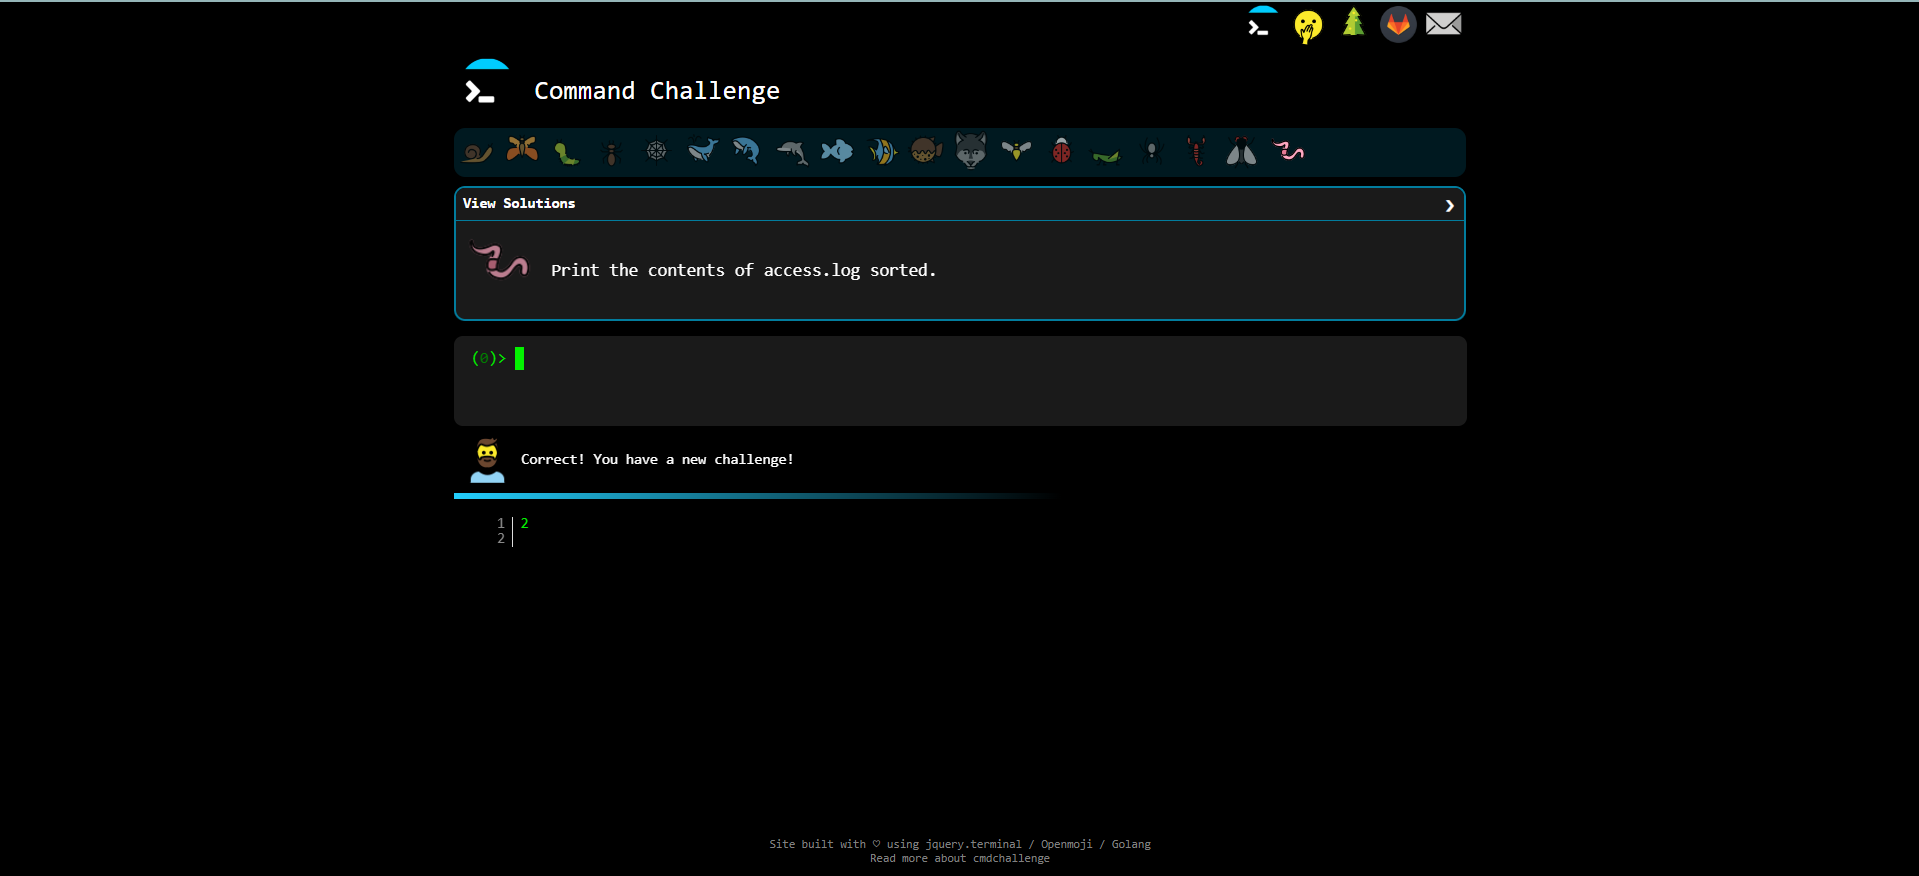 Command Challenge
View Solutions ❯
Print the contents of access.log sorted.
(0)>
Correct! You have a new challenge!
1 2
2
Site built with ♡ using jquery.terminal / Openmoji / Golang
Read more about cmdchallenge